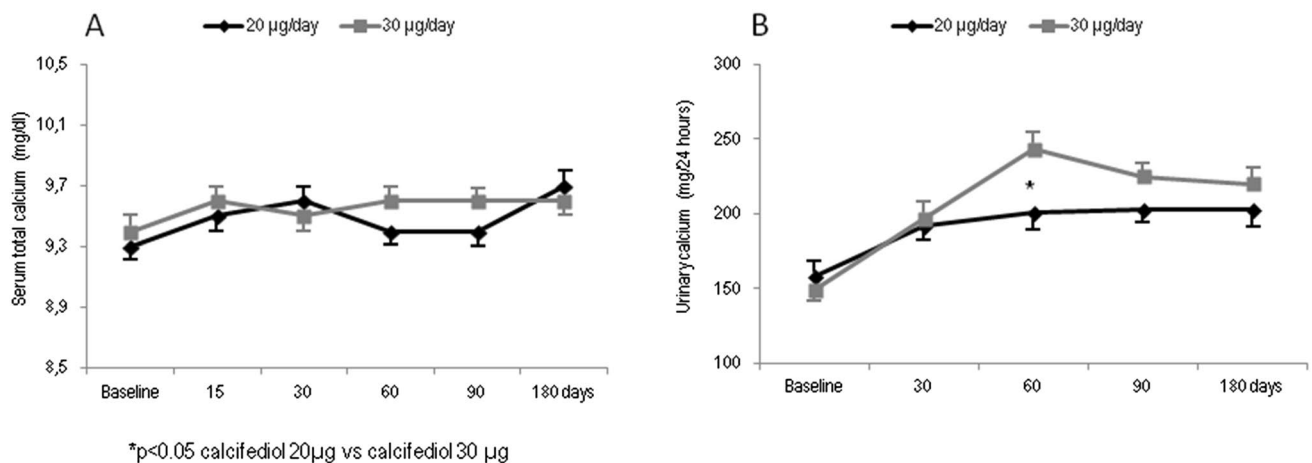 A
20 µg/day 30 µg/day
Serum total calcium (mg/dl)
10,5
10,1
9,7
9,3
8,9
8,5
Baseline 15 30 60 90 180 days
B
20 µg/day 30 µg/day
Urinary calcium (mg/24 hours)
300
250
200
150
100
*
Baseline 30 60 90 180 days
*p<0.05 calcifediol 20µg vs calcifediol 30 µg